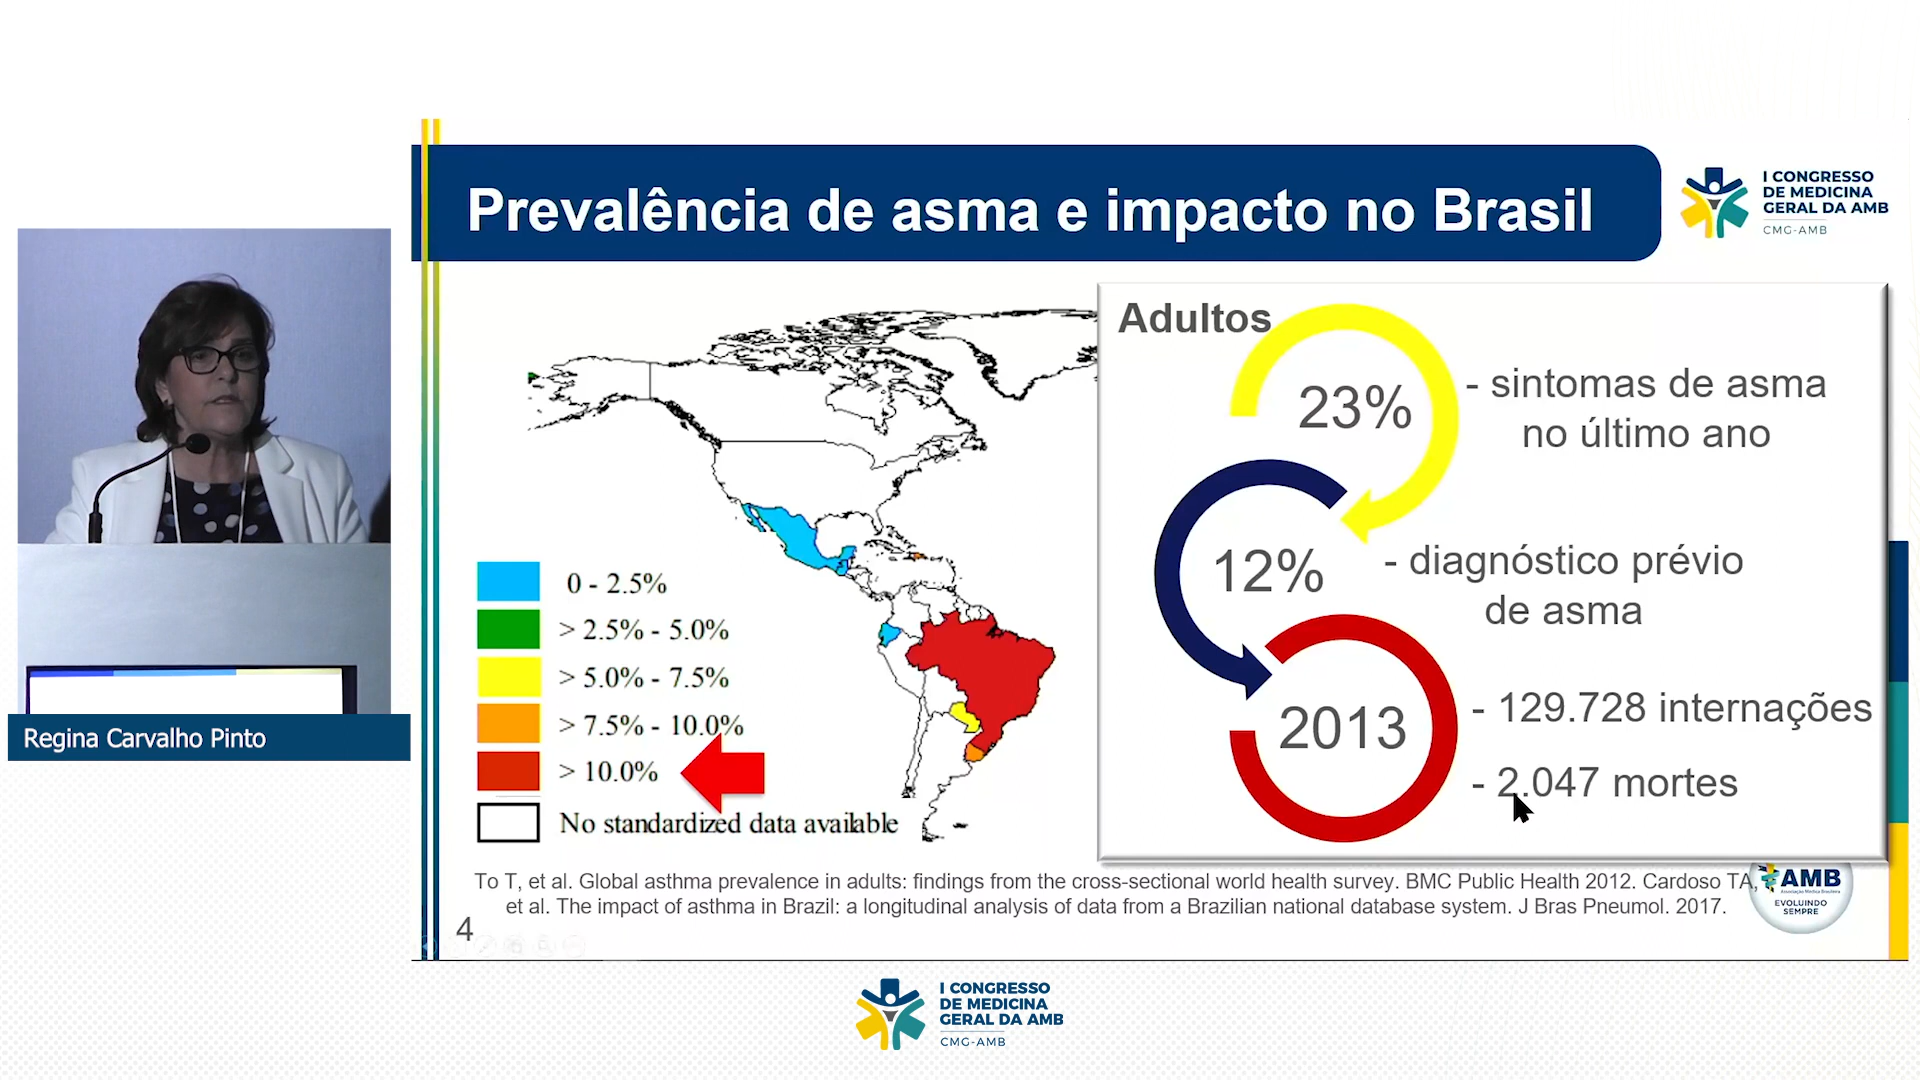 Prevalência de asma e impacto no Brasil
I CONGRESSO
DE MEDICINA
GERAL DA AMB
CMG-AMB
Adultos
23%
- sintomas de asma
no último ano
12%
- diagnóstico prévio
de asma
2013
- 129.728 internações
- 2.047 mortes
0 - 2.5%
> 2.5% - 5.0%
> 5.0% - 7.5%
> 7.5% - 10.0%
> 10.0%
No standardized data available
Regina Carvalho Pinto
To T, et al. Global asthma prevalence in adults: findings from the cross-sectional world health survey. BMC Public Health 2012. Cardoso TA,
et al. The impact of asthma in Brazil: a longitudinal analysis of data from a Brazilian national database system. J Bras Pneumol. 2017.
4
AMB
Associação Médica Brasileira
EVOLUINDO
SEMPRE
I CONGRESSO
DE MEDICINA
GERAL DA AMB
CMG-AMB